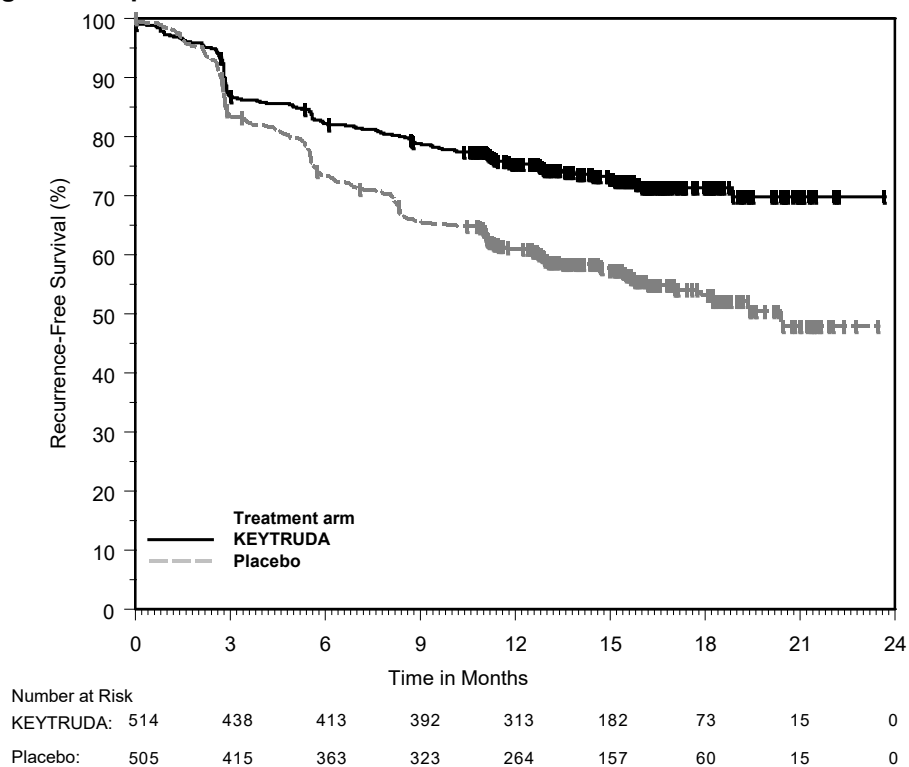 100
90
80
70
60
50
40
30
20
10
0
Recurrence-Free Survival (%)
Treatment arm
KEYTRUDA
Placebo
0 3 6 9 12 15 18 21 24
Time in Months
Number at Risk
KEYTRUDA: 514 438 413 392 313 182 73 15 0
Placebo: 505 415 363 323 264 157 60 15 0